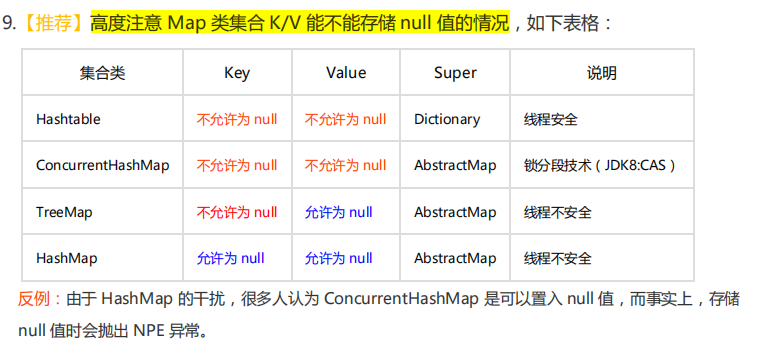 9.【推荐】高度注意 Map 类集合 K/V 能不能存储 null 值的情况，如下表格：
集合类 Key Value Super 说明
Hashtable 不允许为 null 不允许为 null Dictionary 线程安全
ConcurrentHashMap 不允许为 null 不允许为 null AbstractMap 锁分段技术（JDK8:CAS）
TreeMap 不允许为 null 允许为 null AbstractMap 线程不安全
HashMap 允许为 null 允许为 null AbstractMap 线程不安全
反例：由于 HashMap 的干扰，很多人认为 ConcurrentHashMap 是可以置入 null 值，而事实上，存储
null 值时会抛出 NPE 异常。